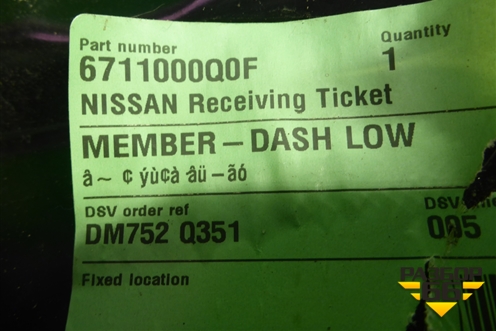 Part number
Quantity
6711000Q0F
1
NISSAN Receiving Ticket
MEMBER – DASH LOW
â ~ ¢ ýù¢à âü – ãó
DSV order ref
DM752 Q351
005
Fixed location